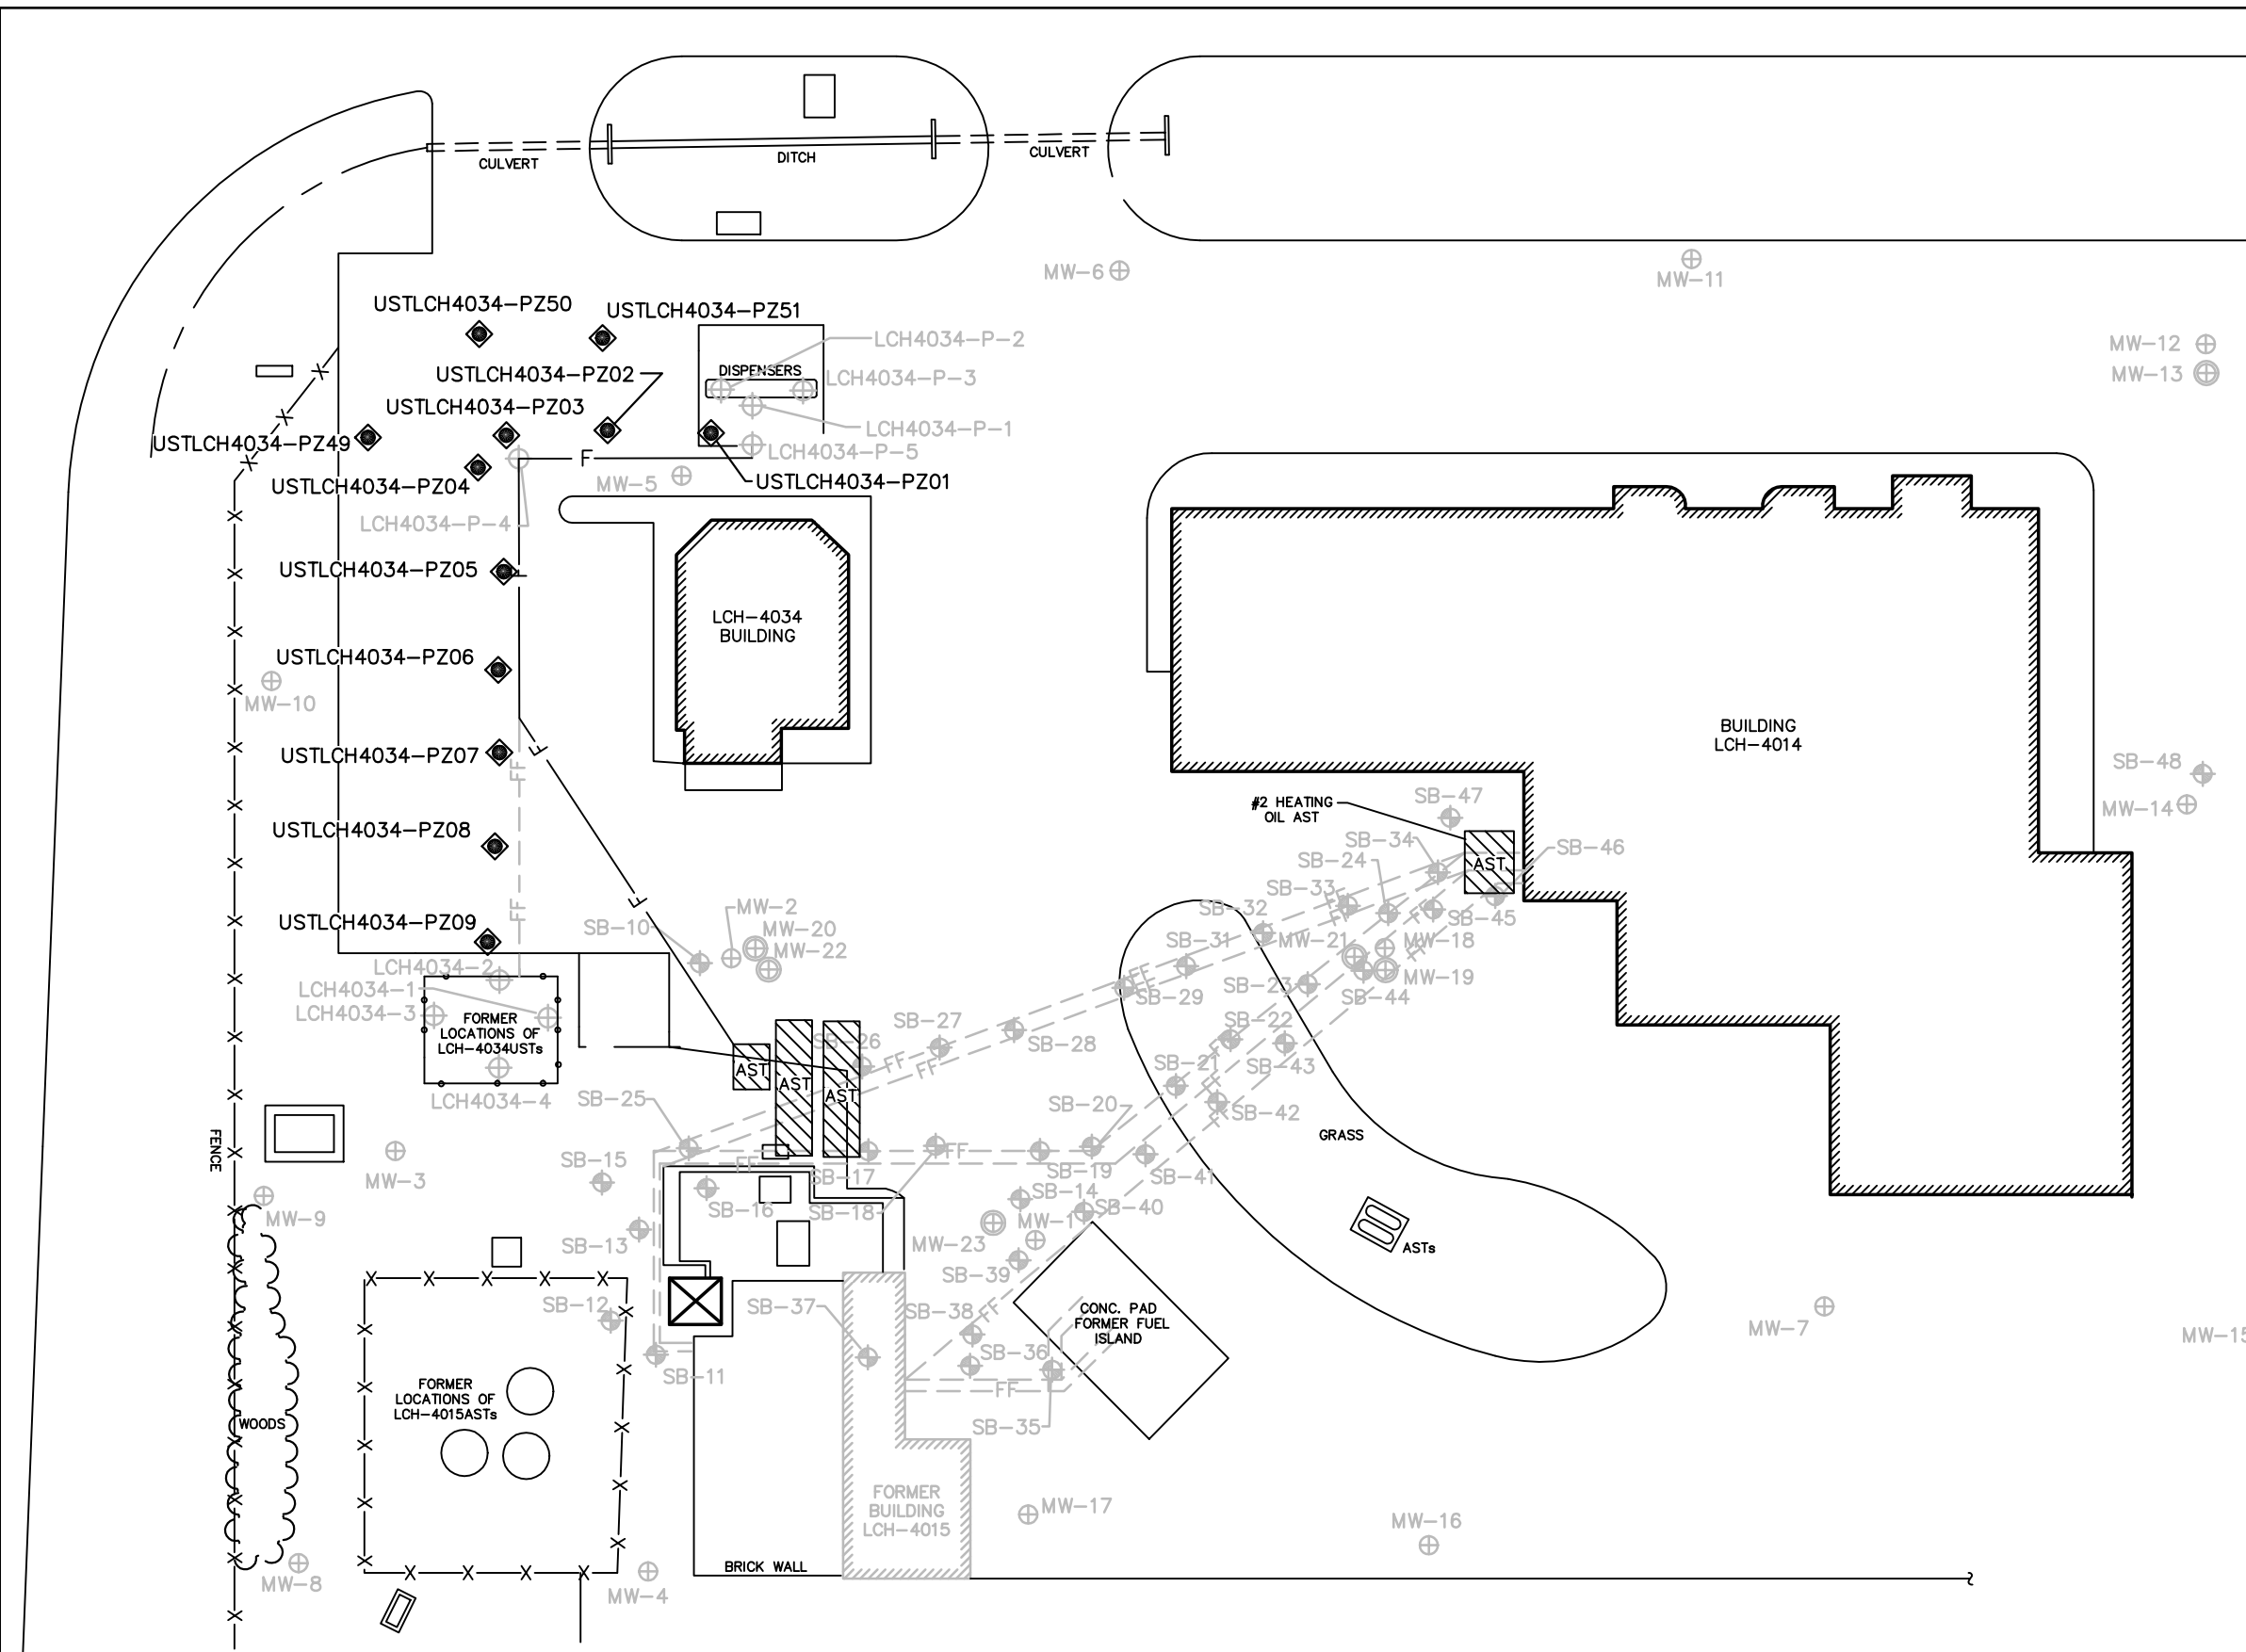 CULVERT
DITCH
CULVERT
MW-6
MW-11
USTLCH4034-PZ50
USTLCH4034-PZ51
LCH4034-P-2
MW-12
MW-13
DISPENSERS
USTLCH4034-PZ02
LCH4034-P-3
USTLCH4034-PZ03
LCH4034-P-1
USTLCH4034-PZ49
LCH4034-P-5
F
USTLCH4034-PZ04
MW-5
USTLCH4034-PZ01
LCH4034-P-4
USTLCH4034-PZ05
F
LCH-4034
BUILDING
USTLCH4034-PZ06
MW-10
BUILDING
LCH-4014
USTLCH4034-PZ07
F
FF
SB-48
MW-14
#2 HEATING
OIL AST
SB-47
USTLCH4034-PZ08
SB-34
SB-46
SB-24
AST
SB-33
FF
F
FF
USTLCH4034-PZ09
SB-10
MW-2
MW-20
MW-22
SB-32
SB-45
SB-31
MW-21
MW-18
LCH4034-2
FF
MW-19
LCH4034-1
SB-29
SB-23
SB-44
LCH4034-3
FORMER
LOCATIONS OF
LCH-4034USTs
SB-26
SB-27
SB-28
SB-22
SB-43
FF
FF
AST
AST
AST
SB-21
LCH4034-4
SB-25
SB-20
SB-42
FENCE
GRASS
FF
FF
SB-15
SB-17
SB-19
SB-41
MW-3
SB-16
SB-18
SB-14
SB-40
MW-9
MW-1
MW-23
SB-13
SB-39
ASTs
SB-12
SB-37
SB-38
FF
CONC. PAD
FORMER FUEL
ISLAND
MW-7
MW-15
SB-36
SB-11
FF
FORMER
LOCATIONS OF
LCH-4015ASTs
WOODS
SB-35
FORMER
BUILDING
LCH-4015
MW-17
MW-16
BRICK WALL
MW-8
MW-4